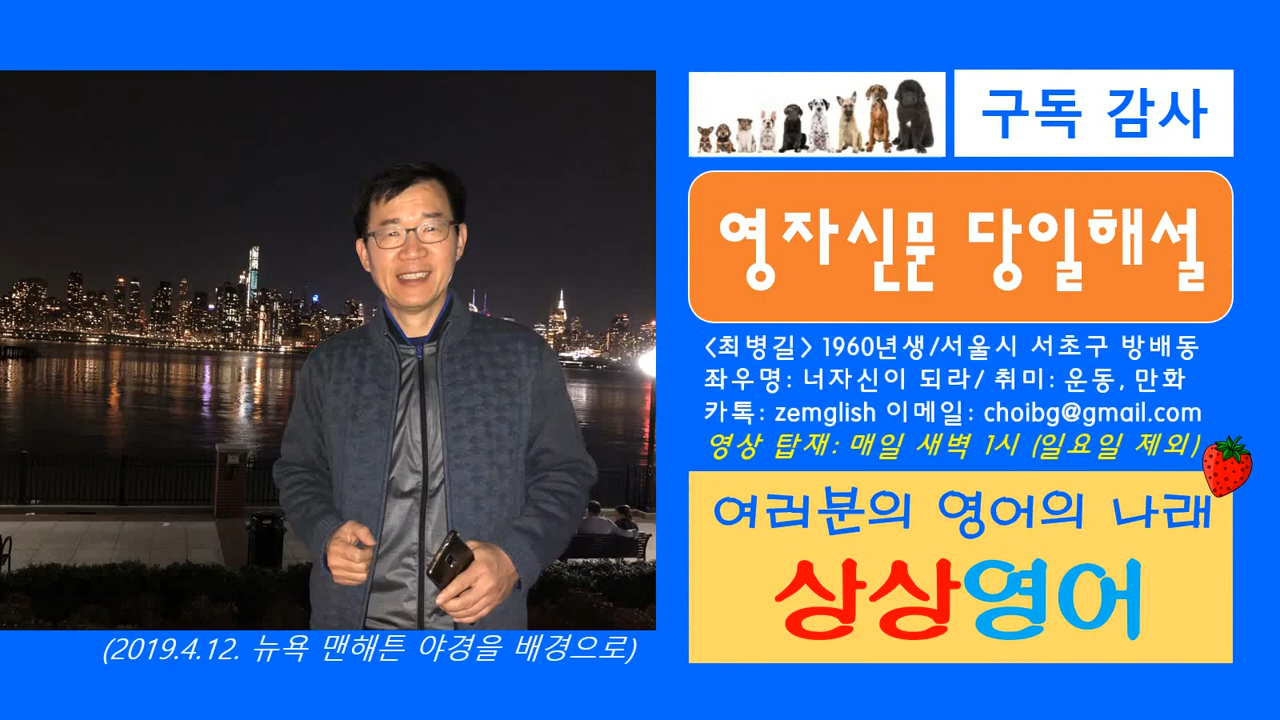 구독 감사
영자신문 당일해설
<최병길> 1960년생/서울시 서초구 방배동
좌우명: 너자신이 되라/ 취미: 운동, 만화
카톡: zemglish 이메일: choibg@gmail.com
영상 탑재: 매일 새벽 1시 (일요일 제외)
여러분의 영어의 나래
상상영어
(2019.4.12. 뉴욕 맨해튼 야경을 배경으로)